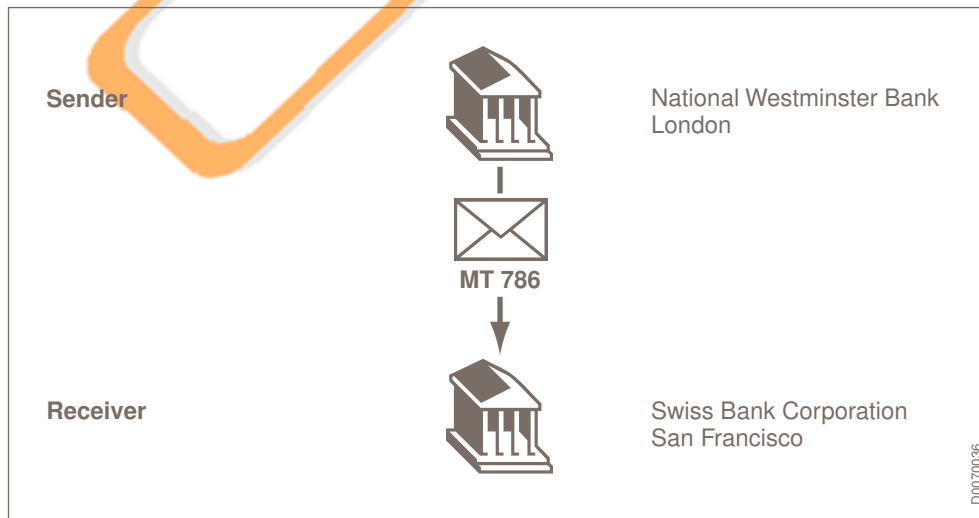 Sender
National Westminster Bank
London
MT 786
Receiver
Swiss Bank Corporation
San Francisco
D0070036